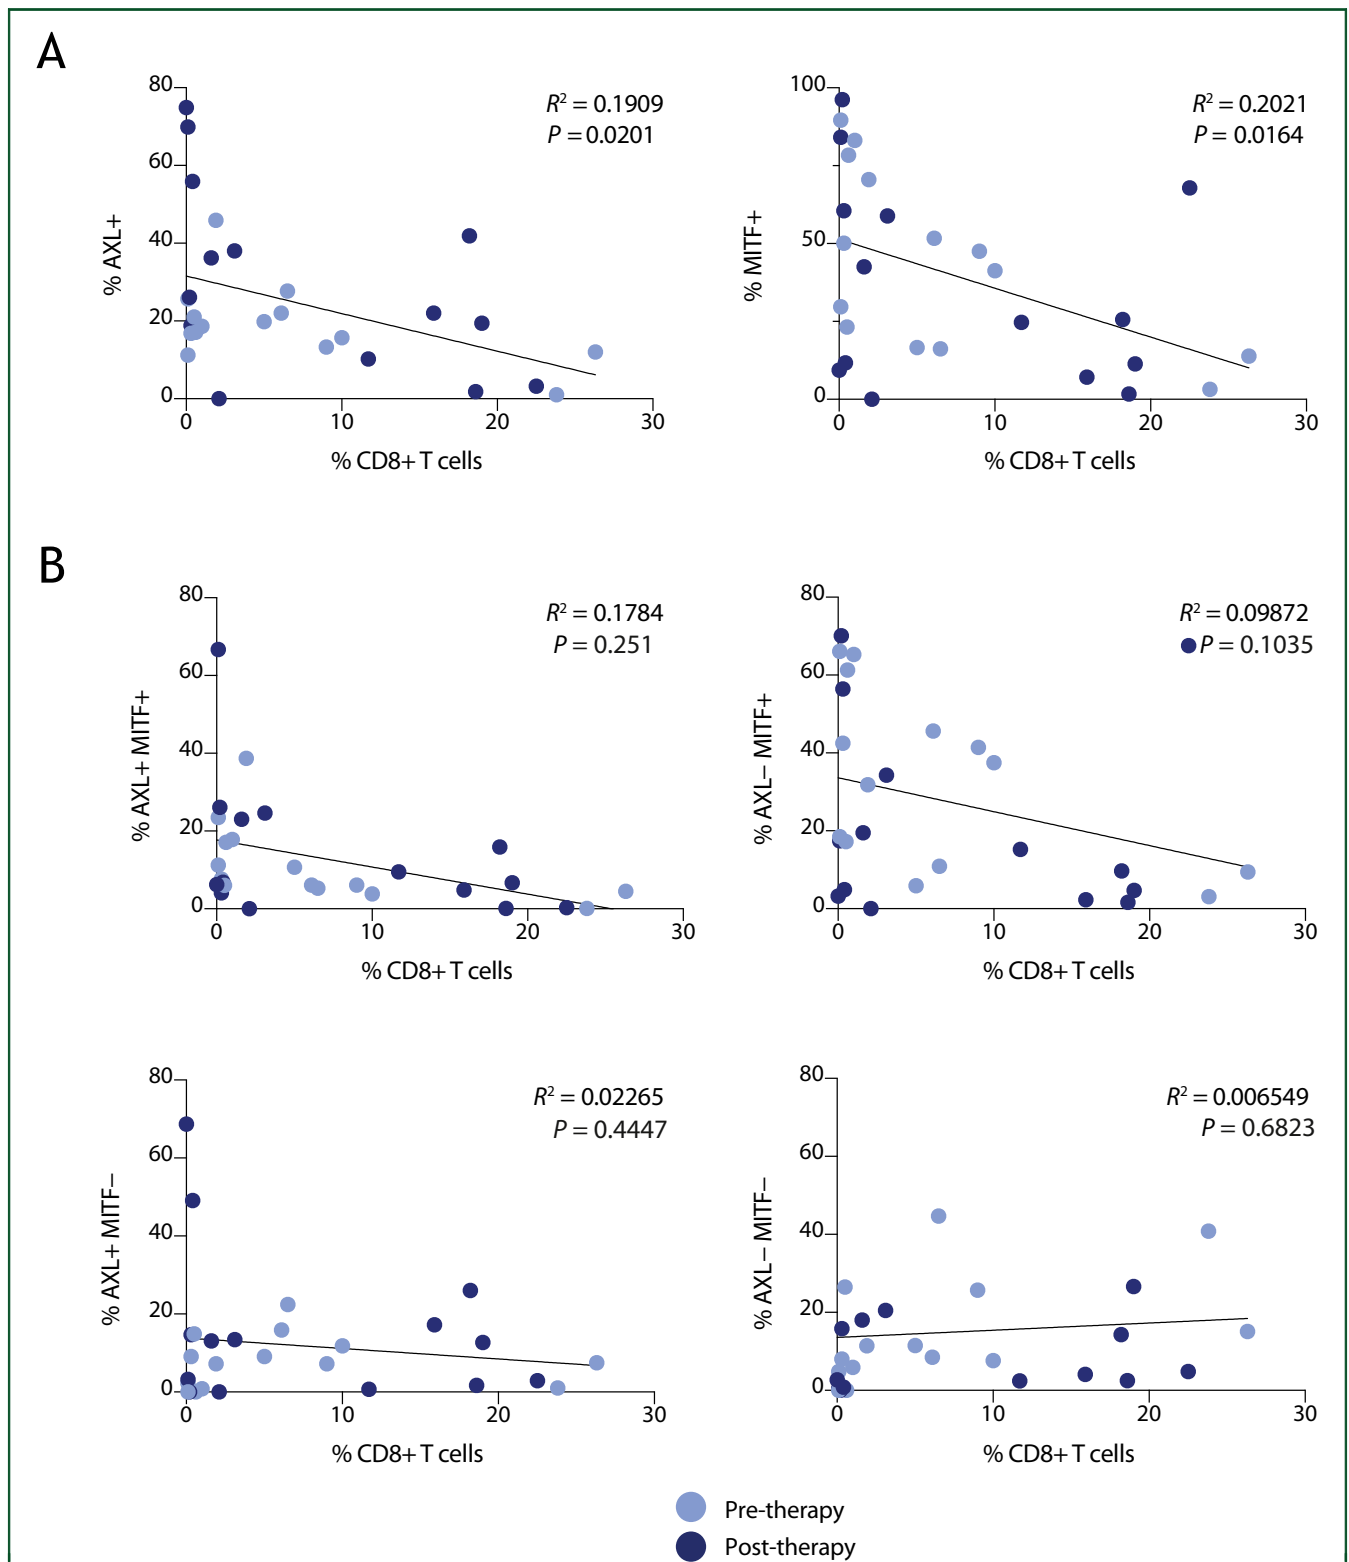 A
80
60
40
20
0
0 10 20 30
% AXL+
% CD8+ T cells
R² = 0.1909
P = 0.0201
100
50
0
0 10 20 30
% MITF+
% CD8+ T cells
R² = 0.2021
P = 0.0164
B
80
60
40
20
0
0 10 20 30
% AXL+ MITF+
% CD8+ T cells
R² = 0.1784
P = 0.251
80
60
40
20
0
0 10 20 30
% AXL− MITF+
% CD8+ T cells
R² = 0.09872
P = 0.1035
80
60
40
20
0
0 10 20 30
% AXL+ MITF−
% CD8+ T cells
R² = 0.02265
P = 0.4447
80
60
40
20
0
0 10 20 30
% AXL− MITF−
% CD8+ T cells
R² = 0.006549
P = 0.6823
Pre-therapy
Post-therapy